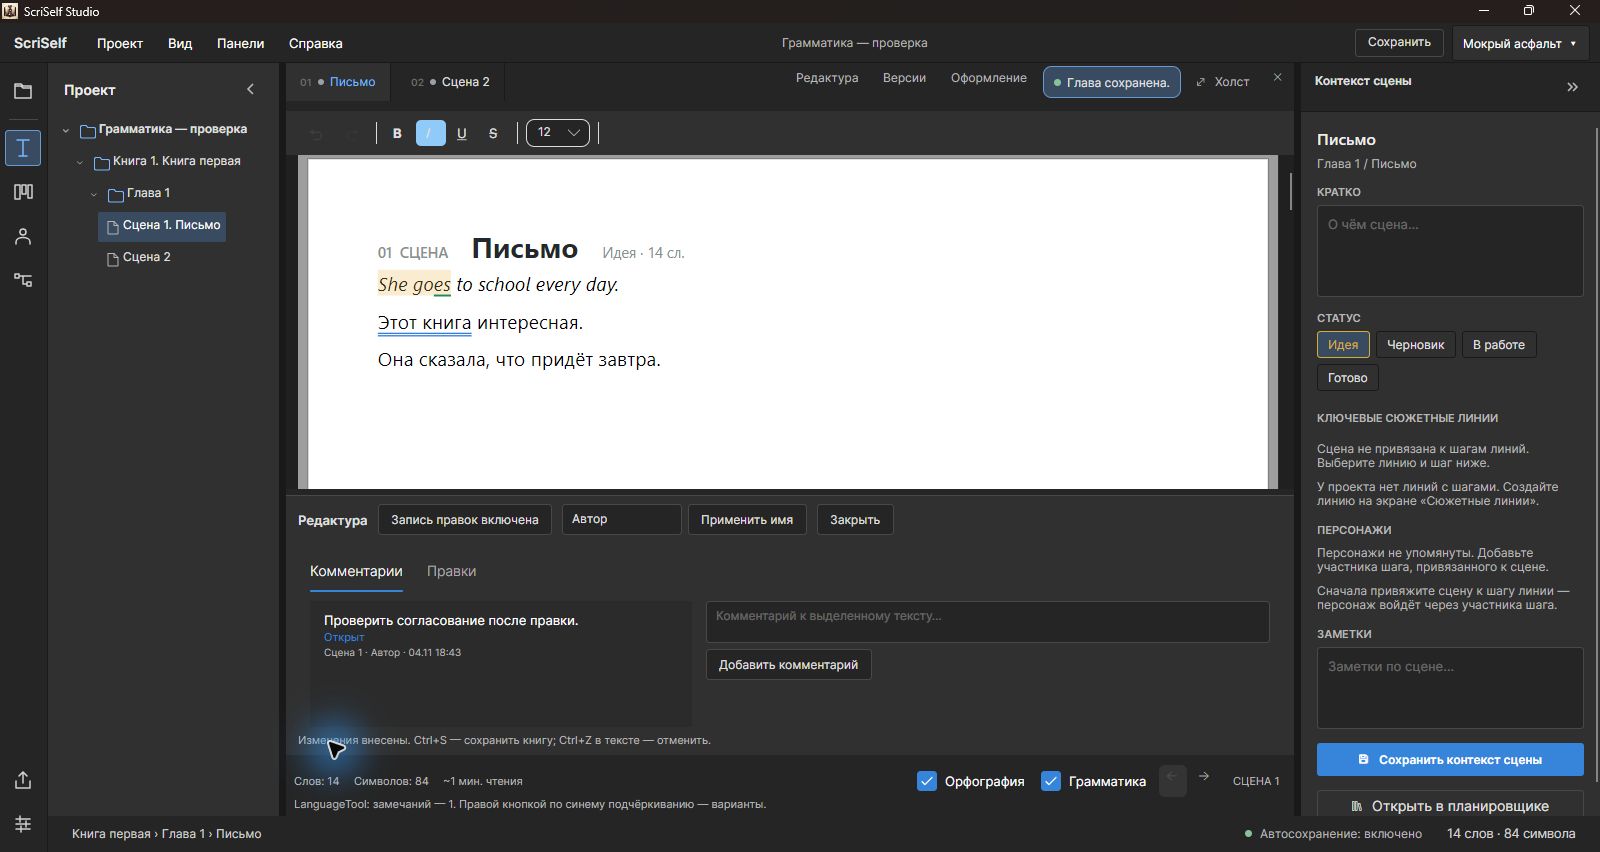 ScriSelf Studio
ScriSelf Проект Вид Панели Справка Грамматика — проверка Сохранить Мокрый асфальт
Проект
Грамматика — проверка
Книга 1. Книга первая
Глава 1
Сцена 1. Письмо
Сцена 2
01 Письмо 02 Сцена 2 Редактура Версии Оформление Глава сохранена. Холст
B I U S 12
01 СЦЕНА Письмо Идея · 14 сл.
She goes to school every day.
Этот книга интересная.
Она сказала, что придёт завтра.
Редактура Запись правок включена Автор Применить имя Закрыть
Комментарии Правки
Проверить согласование после правки.
Открыт
Сцена 1 · Автор · 04.11 18:43
Комментарий к выделенному тексту...
Добавить комментарий
Изменения внесены. Ctrl+S — сохранить книгу; Ctrl+Z в тексте — отменить.
Слов: 14 Символов: 84 ~1 мин. чтения Орфография Грамматика СЦЕНА 1
LanguageTool: замечаний — 1. Правой кнопкой по синему подчёркиванию — варианты.
Контекст сцены
Письмо
Глава 1 / Письмо
КРАТКО
О чём сцена...
СТАТУС
Идея Черновик В работе
Готово
КЛЮЧЕВЫЕ СЮЖЕТНЫЕ ЛИНИИ
Сцена не привязана к шагам линий.
Выберите линию и шаг ниже.
У проекта нет линий с шагами. Создайте
линию на экране «Сюжетные линии».
ПЕРСОНАЖИ
Персонажи не упомянуты. Добавьте
участника шага, привязанного к сцене.
Сначала привяжите сцену к шагу линии —
персонаж войдёт через участника шага.
ЗАМЕТКИ
Заметки по сцене...
Сохранить контекст сцены
Открыть в планировщике
Книга первая › Глава 1 › Письмо Автосохранение: включено 14 слов · 84 символа